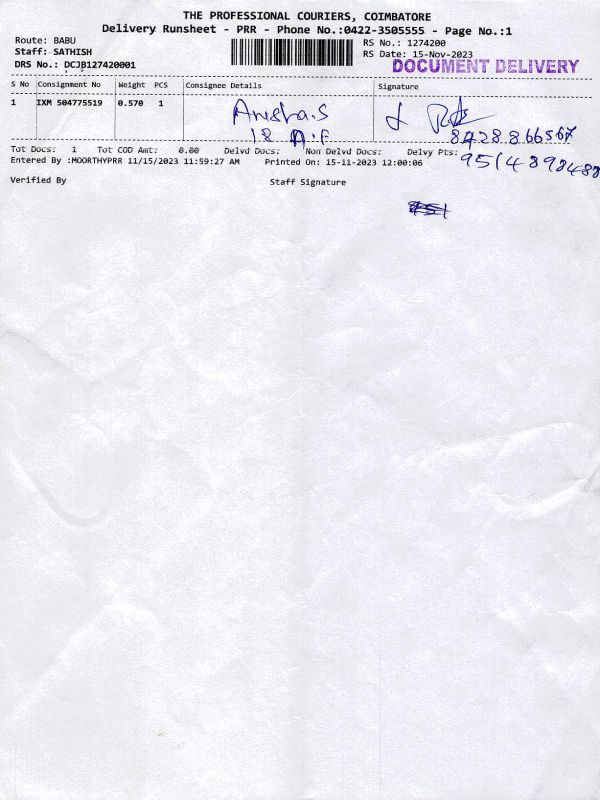 THE PROFESSIONAL COURIERS, COIMBATORE
Delivery Runsheet - PRR - Phone No.:0422-3505555 - Page No.:1
Route: BABU
RS No.: 1274200
Staff: SATHISH
RS Date: 15-Nov-2023
DRS No.: DCJB127420001
DOCUMENT DELIVERY
S No Consignment No Weight PCS Consignee Details Signature
1 IXM 504775519 0.570 1
Tot Docs: 1 Tot COD Amt: 0.00 Delvd Docs: Non Delvd Docs: Delvy Pts:
9514898488
Entered By :MOORTHYPRR 11/15/2023 11:59:27 AM Printed On: 15-11-2023 12:00:06
Verified By Staff Signature